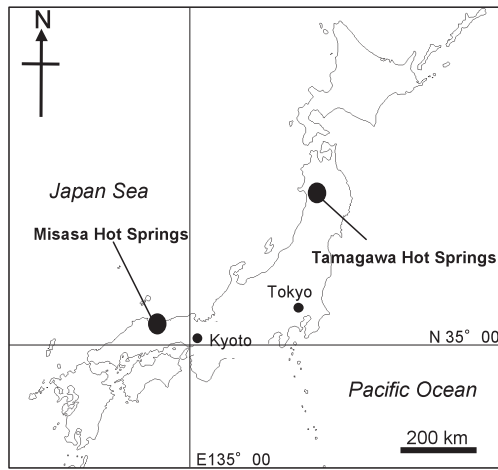 N
Japan Sea
Misasa Hot Springs
Tamagawa Hot Springs
Tokyo
Kyoto
N 35° 00
Pacific Ocean
200 km
E135° 00